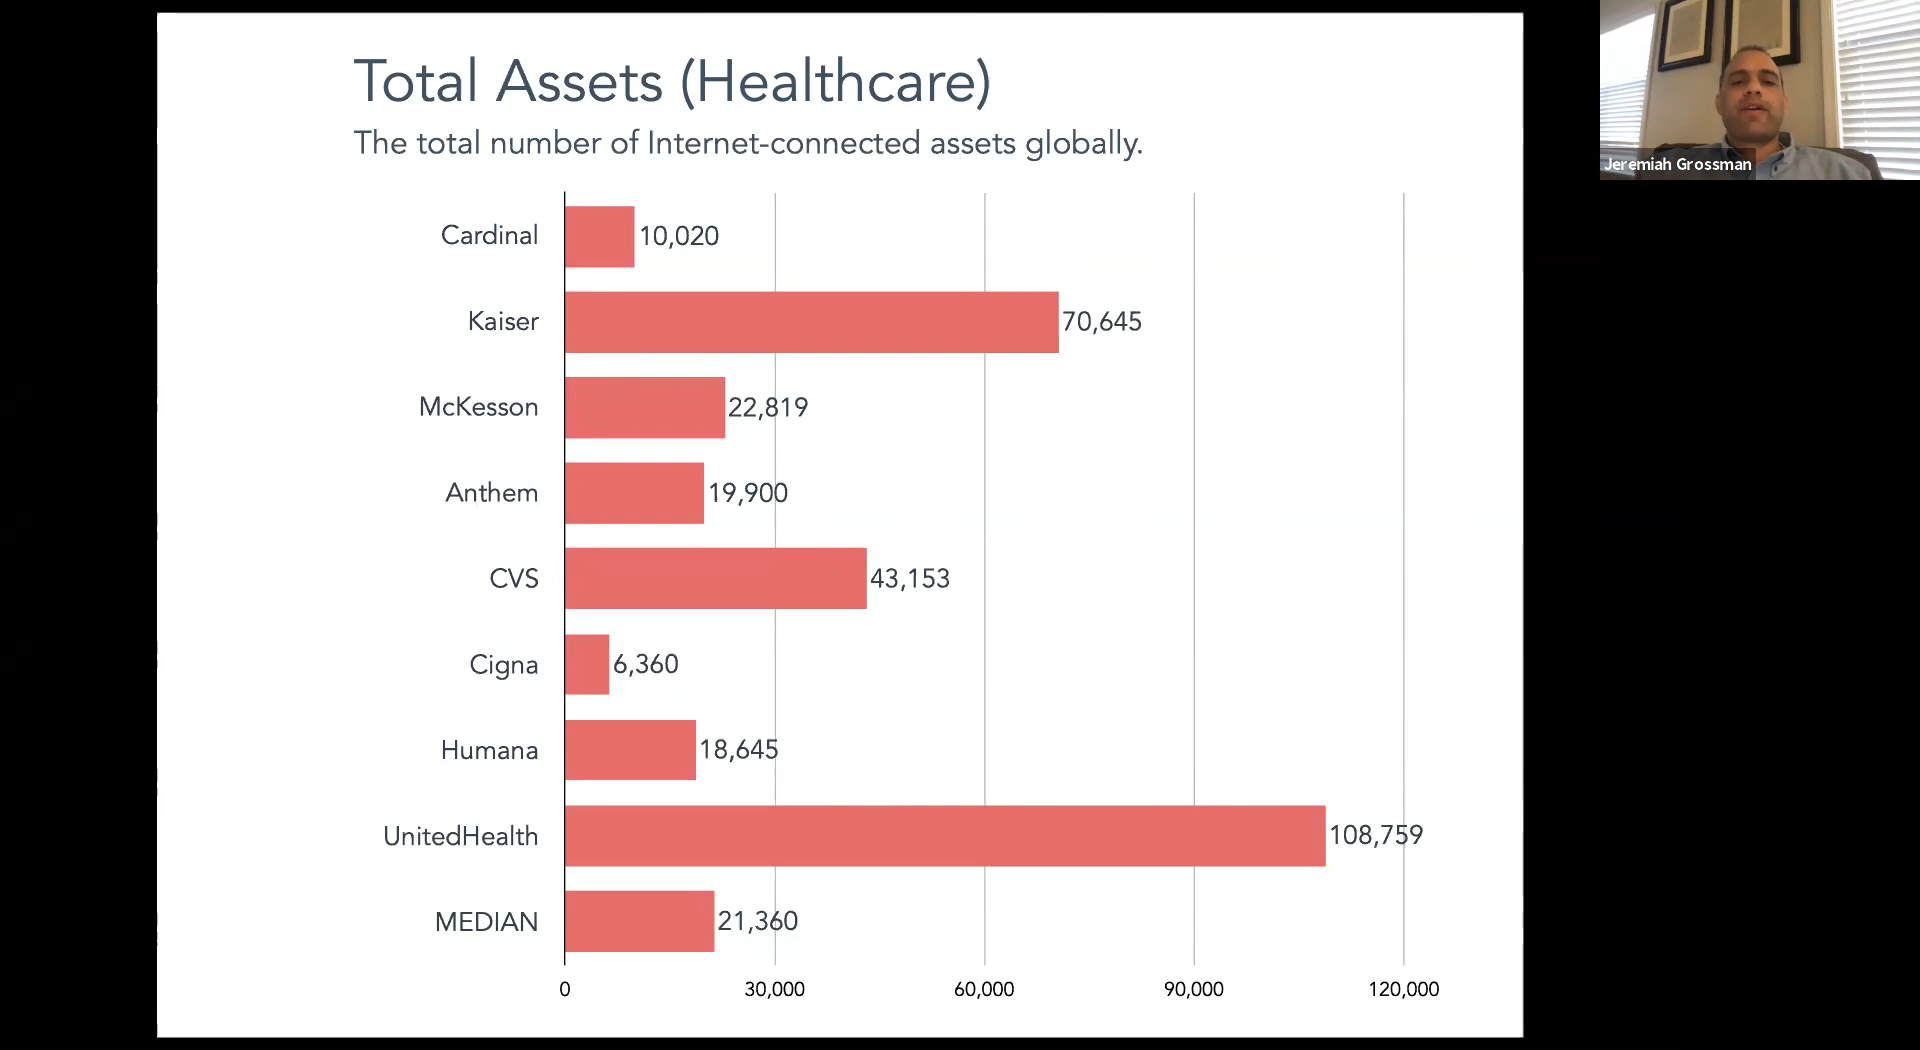 Total Assets (Healthcare)
The total number of Internet-connected assets globally.
Cardinal 10,020
Kaiser 70,645
McKesson 22,819
Anthem 19,900
CVS 43,153
Cigna 6,360
Humana 18,645
UnitedHealth 108,759
MEDIAN 21,360
0 30,000 60,000 90,000 120,000
Jeremiah Grossman